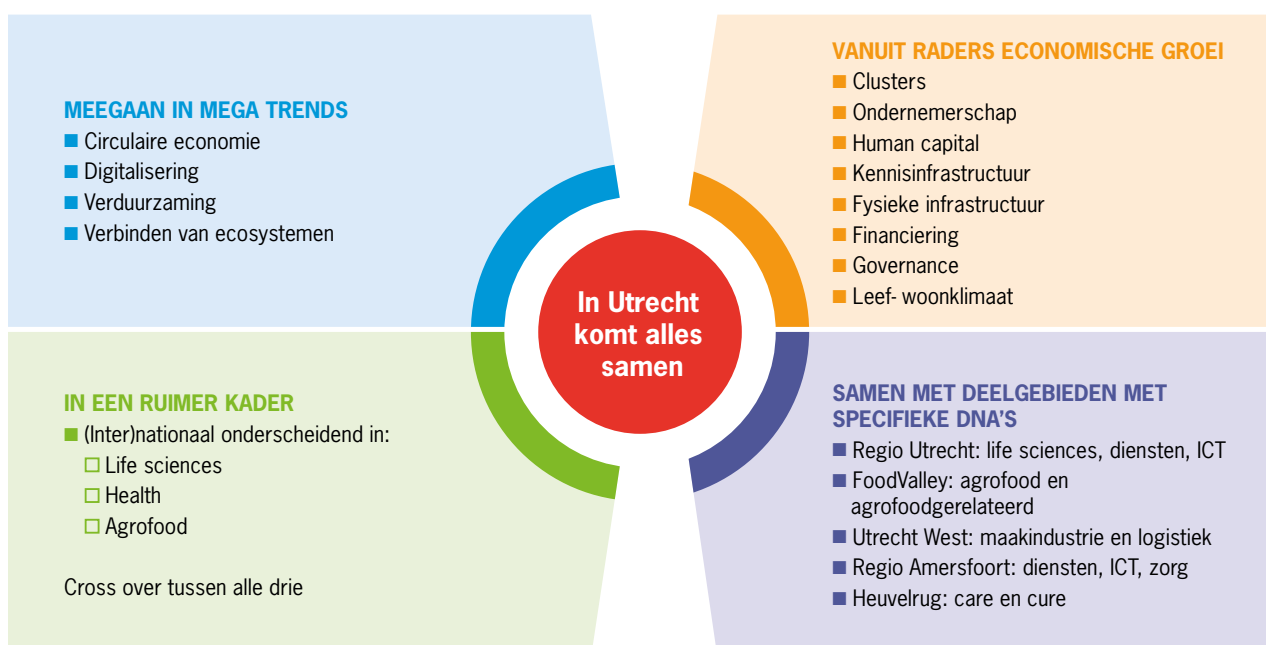 MEEGAAN IN MEGA TRENDS
Circulaire economie
Digitalisering
Verduurzaming
Verbinden van ecosystemen
VANUIT RADERS ECONOMISCHE GROEI
Clusters
Ondernemerschap
Human capital
Kennisinfrastructuur
Fysieke infrastructuur
Financiering
Governance
Leef- woonklimaat
In Utrecht
komt alles
samen
IN EEN RUIMER KADER
(Inter)nationaal onderscheidend in:
Life sciences
Health
Agrofood
Cross over tussen alle drie
SAMEN MET DEELGEBIEDEN MET
SPECIFIEKE DNA'S
Regio Utrecht: life sciences, diensten, ICT
FoodValley: agrofood en
agrofoodgerelateerd
Utrecht West: maakindustrie en logistiek
Regio Amersfoort: diensten, ICT, zorg
Heuvelrug: care en cure